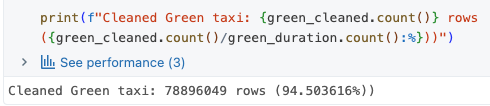 print(f"Cleaned Green taxi: {green_cleaned.count()} rows
({green_cleaned.count()/green_duration.count():%}))")
See performance (3)
Cleaned Green taxi: 78896049 rows (94.503616%))